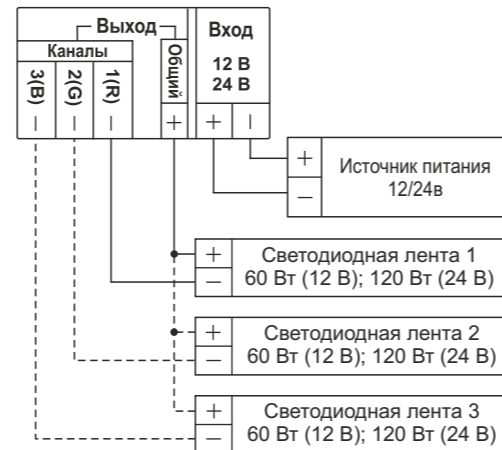 Выход
Каналы
3(B)
2(G)
1(R)
Общий
Вход
12 В
24 В
− − − + + −
+ Источник питания
− 12/24в
+ Светодиодная лента 1
− 60 Вт (12 В); 120 Вт (24 В)
+ Светодиодная лента 2
− 60 Вт (12 В); 120 Вт (24 В)
+ Светодиодная лента 3
− 60 Вт (12 В); 120 Вт (24 В)